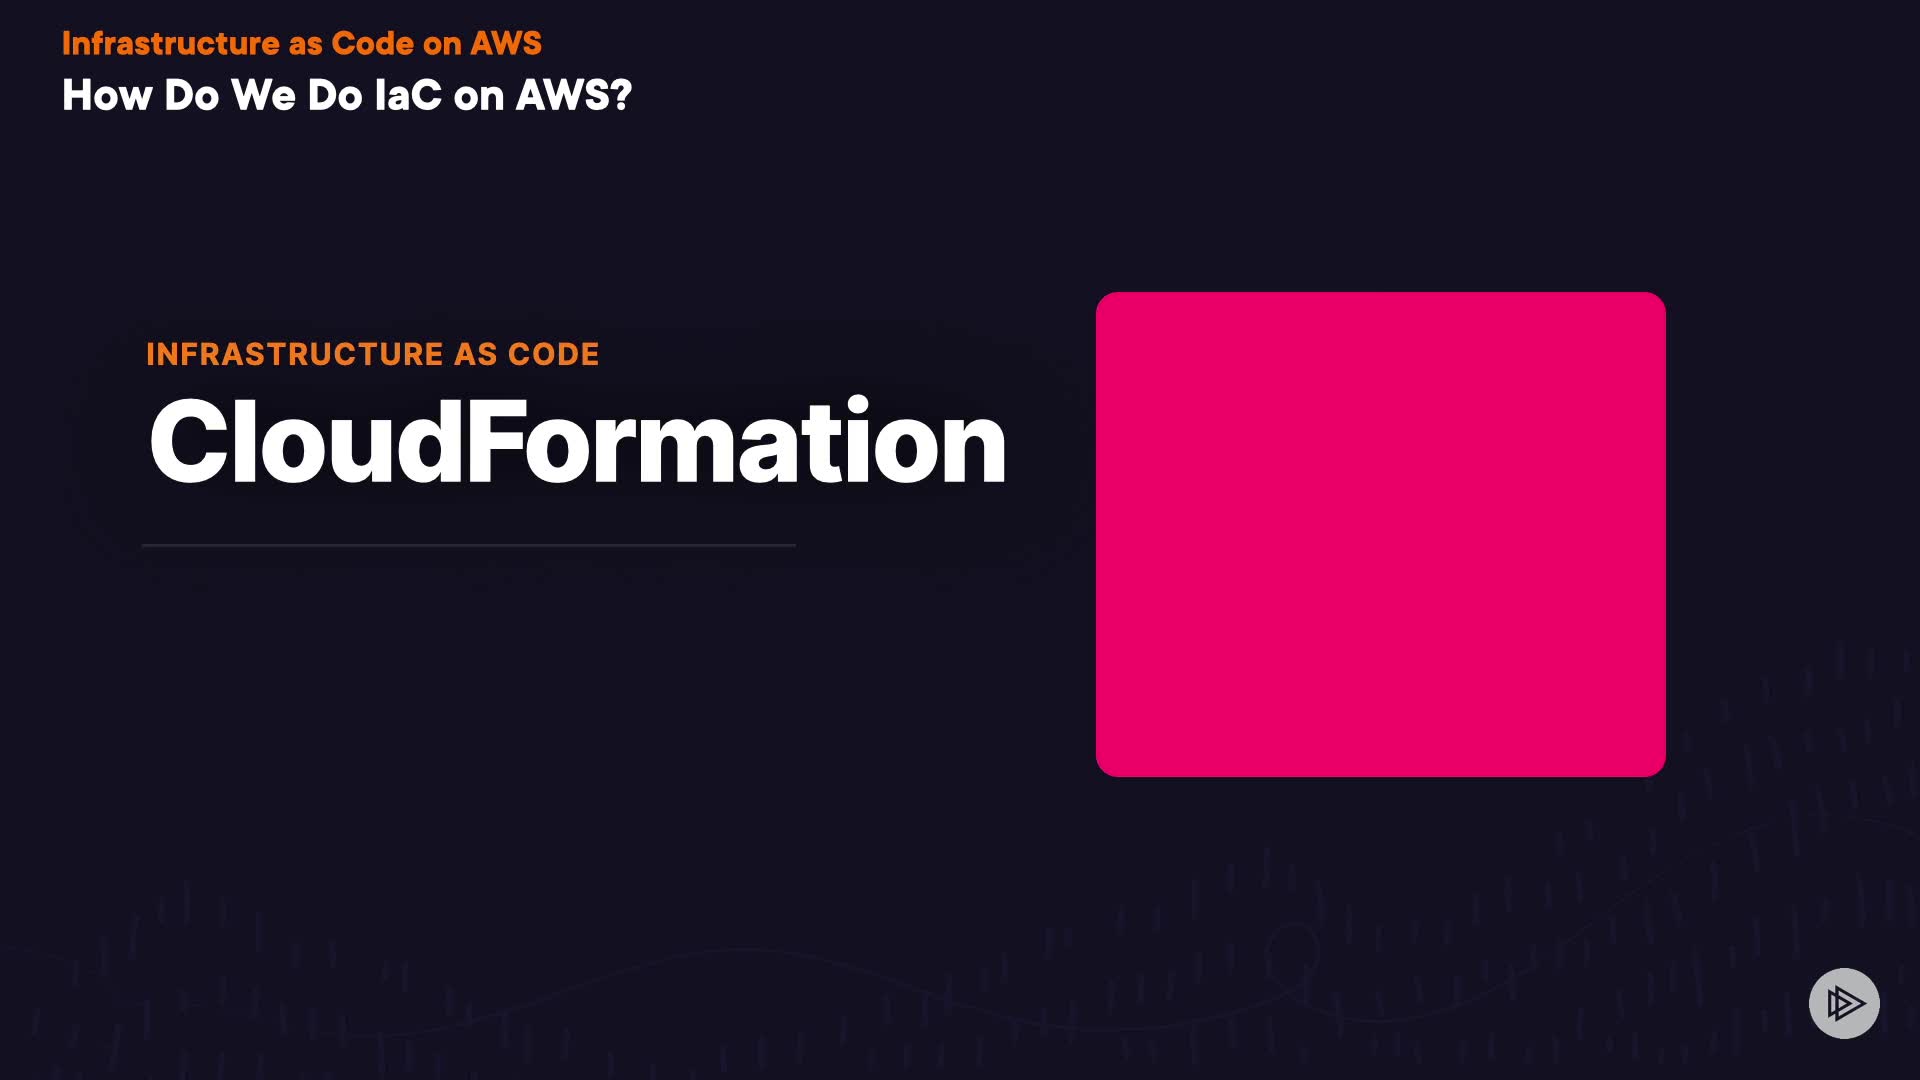 Infrastructure as Code on AWS
How Do We Do IaC on AWS?
INFRASTRUCTURE AS CODE
CloudFormation